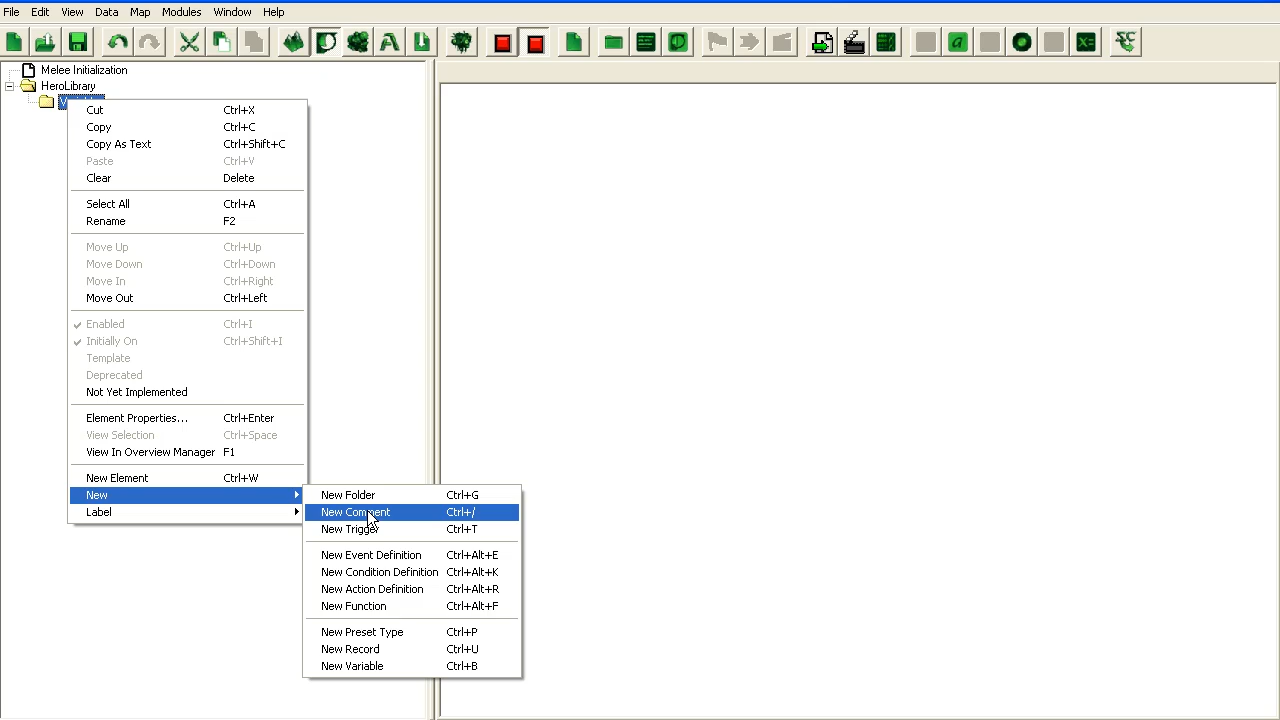 File Edit View Data Map Modules Window Help
Melee Initialization
HeroLibrary
Cut Ctrl+X
Copy Ctrl+C
Copy As Text Ctrl+Shift+C
Paste Ctrl+V
Clear Delete
Select All Ctrl+A
Rename F2
Move Up Ctrl+Up
Move Down Ctrl+Down
Move In Ctrl+Right
Move Out Ctrl+Left
Enabled Ctrl+I
Initially On Ctrl+Shift+I
Template
Deprecated
Not Yet Implemented
Element Properties... Ctrl+Enter
View Selection Ctrl+Space
View In Overview Manager F1
New Element Ctrl+W
New
Label
New Folder Ctrl+G
New Comment Ctrl+/
New Trigger Ctrl+T
New Event Definition Ctrl+Alt+E
New Condition Definition Ctrl+Alt+K
New Action Definition Ctrl+Alt+R
New Function Ctrl+Alt+F
New Preset Type Ctrl+P
New Record Ctrl+U
New Variable Ctrl+B